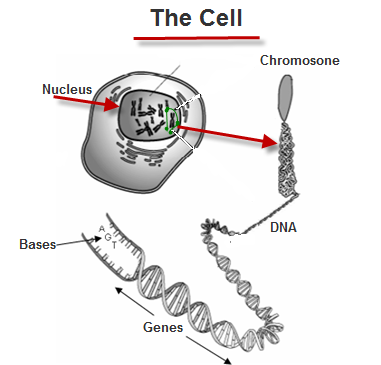 The Cell
Chromosone
Nucleus
DNA
A
G
T
Bases
Genes